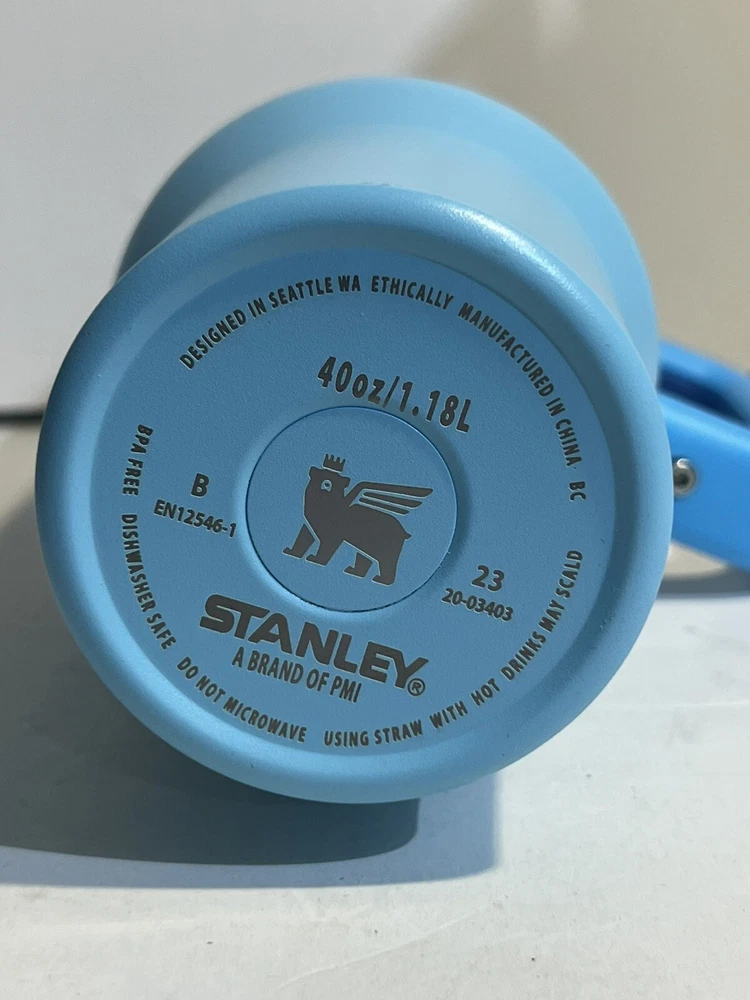 DESIGNED IN SEATTLE WA ETHICALLY MANUFACTURED IN CHINA. BC
40oz/1.18L
B
EN12546-1
23
20-03403
STANLEY®
A BRAND OF PMI
BPA FREE DISHWASHER SAFE DO NOT MICROWAVE USING STRAW WITH HOT DRINKS MAY SCALD